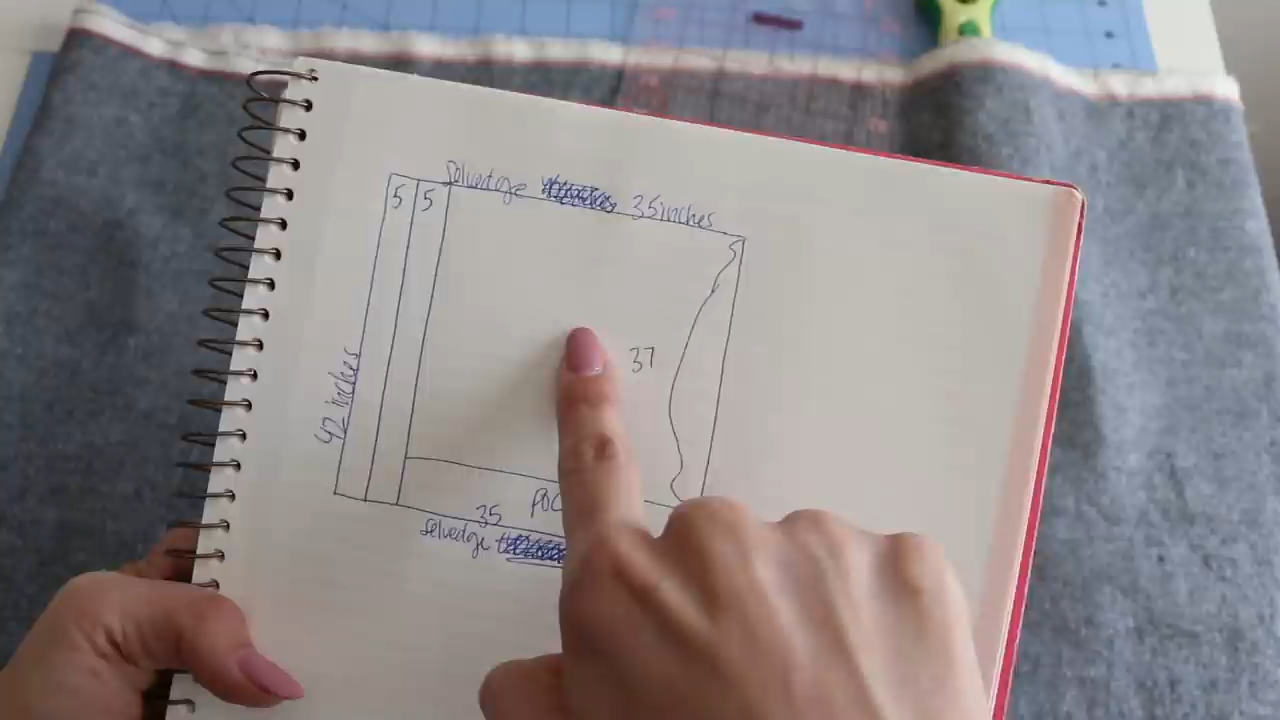 selvedge 35inches
5 5
42 inches
37
35
selvedge